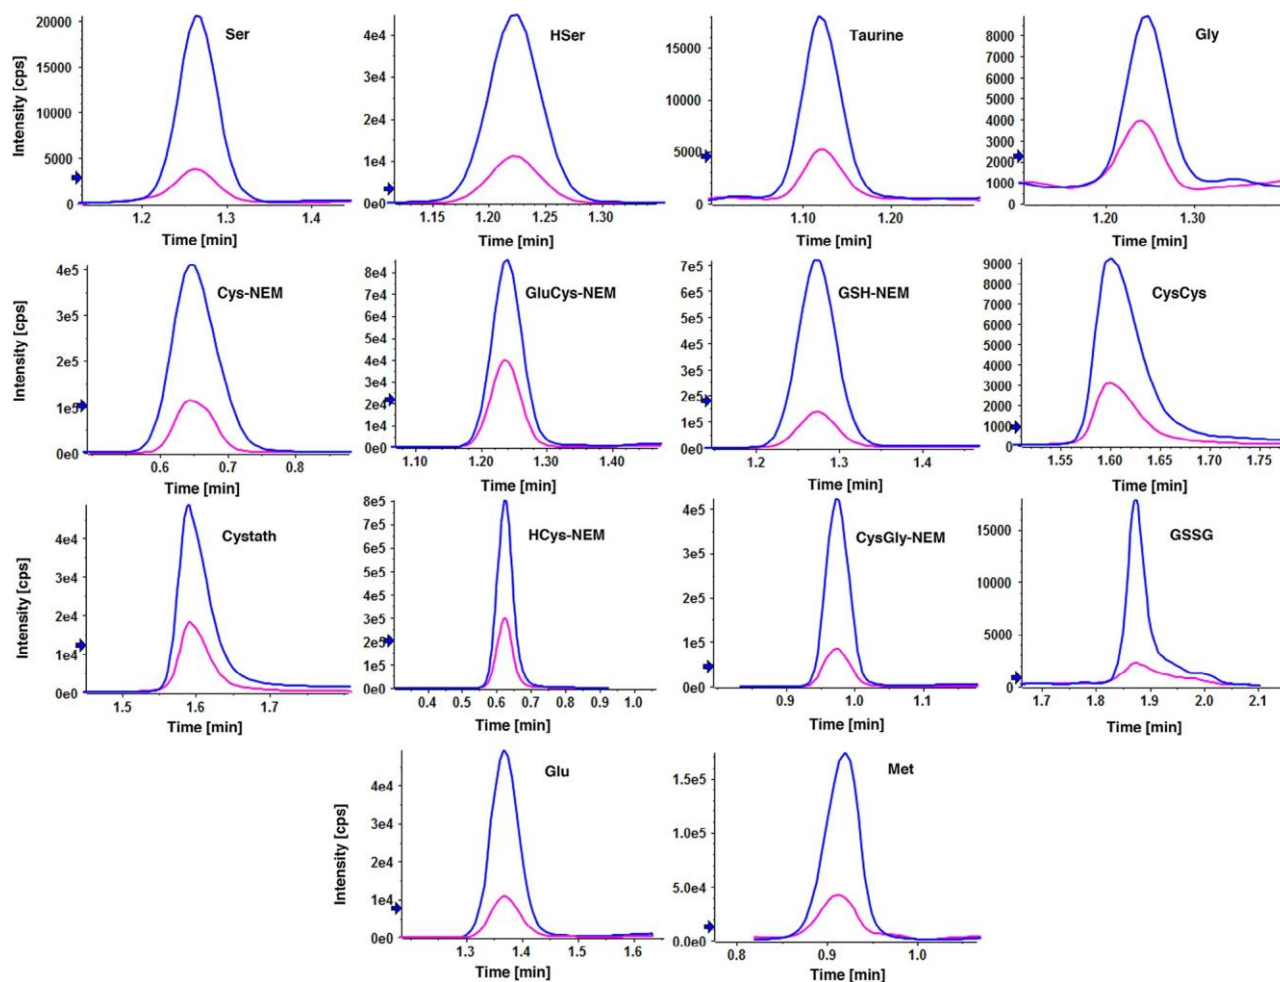 Ser
Intensity [cps]
20000
15000
10000
5000
0
1.2 1.3 1.4
Time [min]
HSer
4e4
3e4
2e4
1e4
0e0
1.15 1.20 1.25 1.30
Time [min]
Taurine
15000
10000
5000
0
1.10 1.20
Time [min]
Gly
8000
7000
6000
5000
4000
3000
2000
1000
0
1.20 1.30
Time [min]
Cys-NEM
Intensity [cps]
4e5
3e5
2e5
1e5
0e0
0.6 0.7 0.8
Time [min]
GluCys-NEM
8e4
7e4
6e4
5e4
4e4
3e4
2e4
1e4
0e0
1.10 1.20 1.30 1.40
Time [min]
GSH-NEM
7e5
6e5
5e5
4e5
3e5
2e5
1e5
0e0
1.2 1.3 1.4
Time [min]
CysCys
9000
8000
7000
6000
5000
4000
3000
2000
1000
0
1.55 1.60 1.65 1.70 1.75
Time [min]
Cystath
Intensity [cps]
4e4
3e4
2e4
1e4
0e0
1.5 1.6 1.7
Time [min]
HCys-NEM
8e5
7e5
6e5
5e5
4e5
3e5
2e5
1e5
0e0
0.4 0.5 0.6 0.7 0.8 0.9 1.0
Time [min]
CysGly-NEM
4e5
3e5
2e5
1e5
0e0
0.9 1.0 1.1
Time [min]
GSSG
15000
10000
5000
0
1.7 1.8 1.9 2.0 2.1
Time [min]
Glu
Intensity [cps]
4e4
3e4
2e4
1e4
0e0
1.3 1.4 1.5 1.6
Time [min]
Met
1.5e5
1.0e5
5.0e4
0.0e0
0.8 0.9 1.0
Time [min]